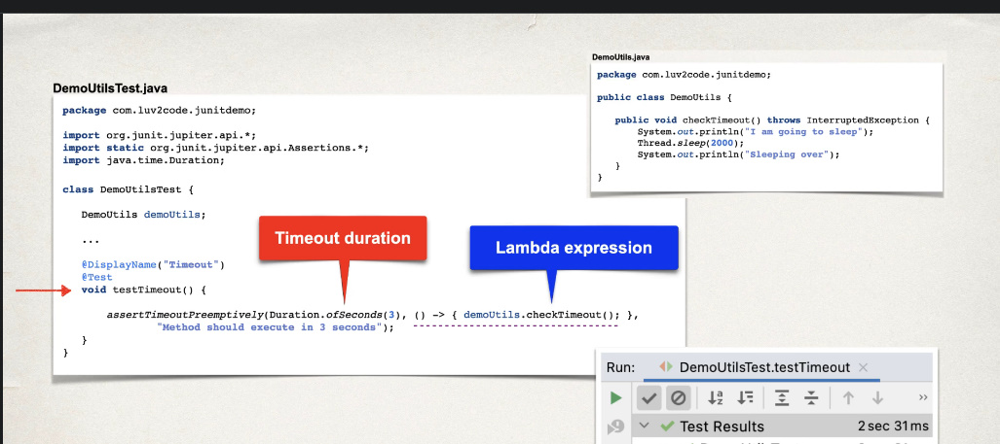 DemoUtils.java
package com.luv2code.junitdemo;
public class DemoUtils {
public void checkTimeout() throws InterruptedException {
System.out.println("I am going to sleep");
Thread.sleep(2000);
System.out.println("Sleeping over");
}
}
DemoUtilsTest.java
package com.luv2code.junitdemo;
import org.junit.jupiter.api.*;
import static org.junit.jupiter.api.Assertions.*;
import java.time.Duration;
class DemoUtilsTest {
DemoUtils demoUtils;
...
Timeout duration
Lambda expression
@DisplayName("Timeout")
@Test
void testTimeout() {
assertTimeoutPreemptively(Duration.ofSeconds(3), () -> { demoUtils.checkTimeout(); },
"Method should execute in 3 seconds");
}
}
Run: DemoUtilsTest.testTimeout
Test Results 2 sec 31 ms